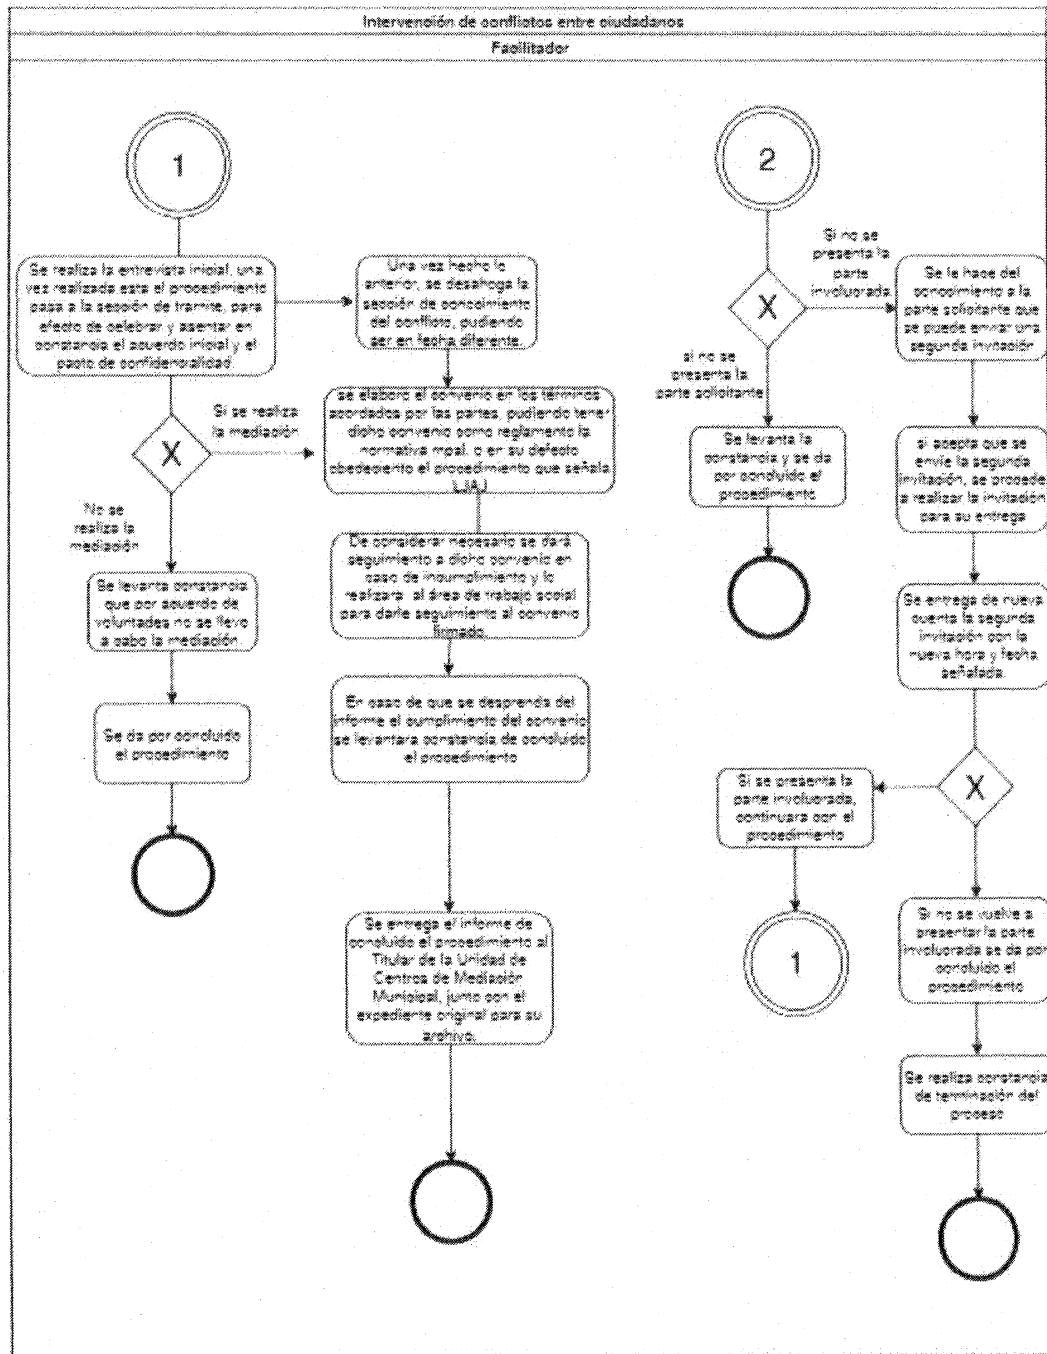 Intervención de conflictos entre ciudadanos
Facilitador
1
Se realiza la entrevista inicial, una
vez realizada esta el procedimiento
pasa a la sección de tramite, para
efecto de celebrar y asentar en
constancia el acuerdo inicial y el
pacto de confidencialidad.
Una vez hecho lo
anterior, se desahoga la
sección de conocimiento
del conflicto, pudiendo
ser en fecha diferente.
X
Si se realiza
la mediación
se elabora el convenio en los términos
acordados por las partes, pudiendo tener
dicho convenio como reglamento la
normativa mpal, o en su defecto
obedeciento el procedimiento que señala
LJAJ
No se
realiza la
mediación
Se levanta constancia
que por acuerdo de
voluntades no se llevo
a cabo la mediación.
De considerar necesario se dará
seguimiento a dicho convenio en
caso de incumplimiento y lo
realizara al área de trabajo social
para darle seguimiento al convenio
firmado.
Se da por concluido
el procedimiento
En caso de que se desprenda del
informe el cumplimiento del convenio
se levantara constancia de concluido
el procedimiento
Se entrega el informe de
concluido el procedimiento al
Titular de la Unidad de
Centros de Mediación
Municipal, junto con el
expediente original para su
archivo.
2
Si no se
presenta la
parte
involucrada
X
Se le hace del
conocimiento a la
parte solicitante que
se puede enviar una
segunda invitación
si no se
presenta la
parte solicitante
Se levanta la
constancia y se da
por concluido el
procedimiento
si acepta que se
envíe la segunda
invitación, se procede
a realizar la invitación
para su entrega
Se entrega de nueva
cuenta la segunda
invitación con la
nueva hora y fecha
señalada.
X
Si se presenta la
parte involucrada,
continuara con el
procedimiento
1
Si no se vuelve a
presentar la parte
involucrada se da por
concluido el
procedimiento
Se realiza constancia
de terminación del
proceso